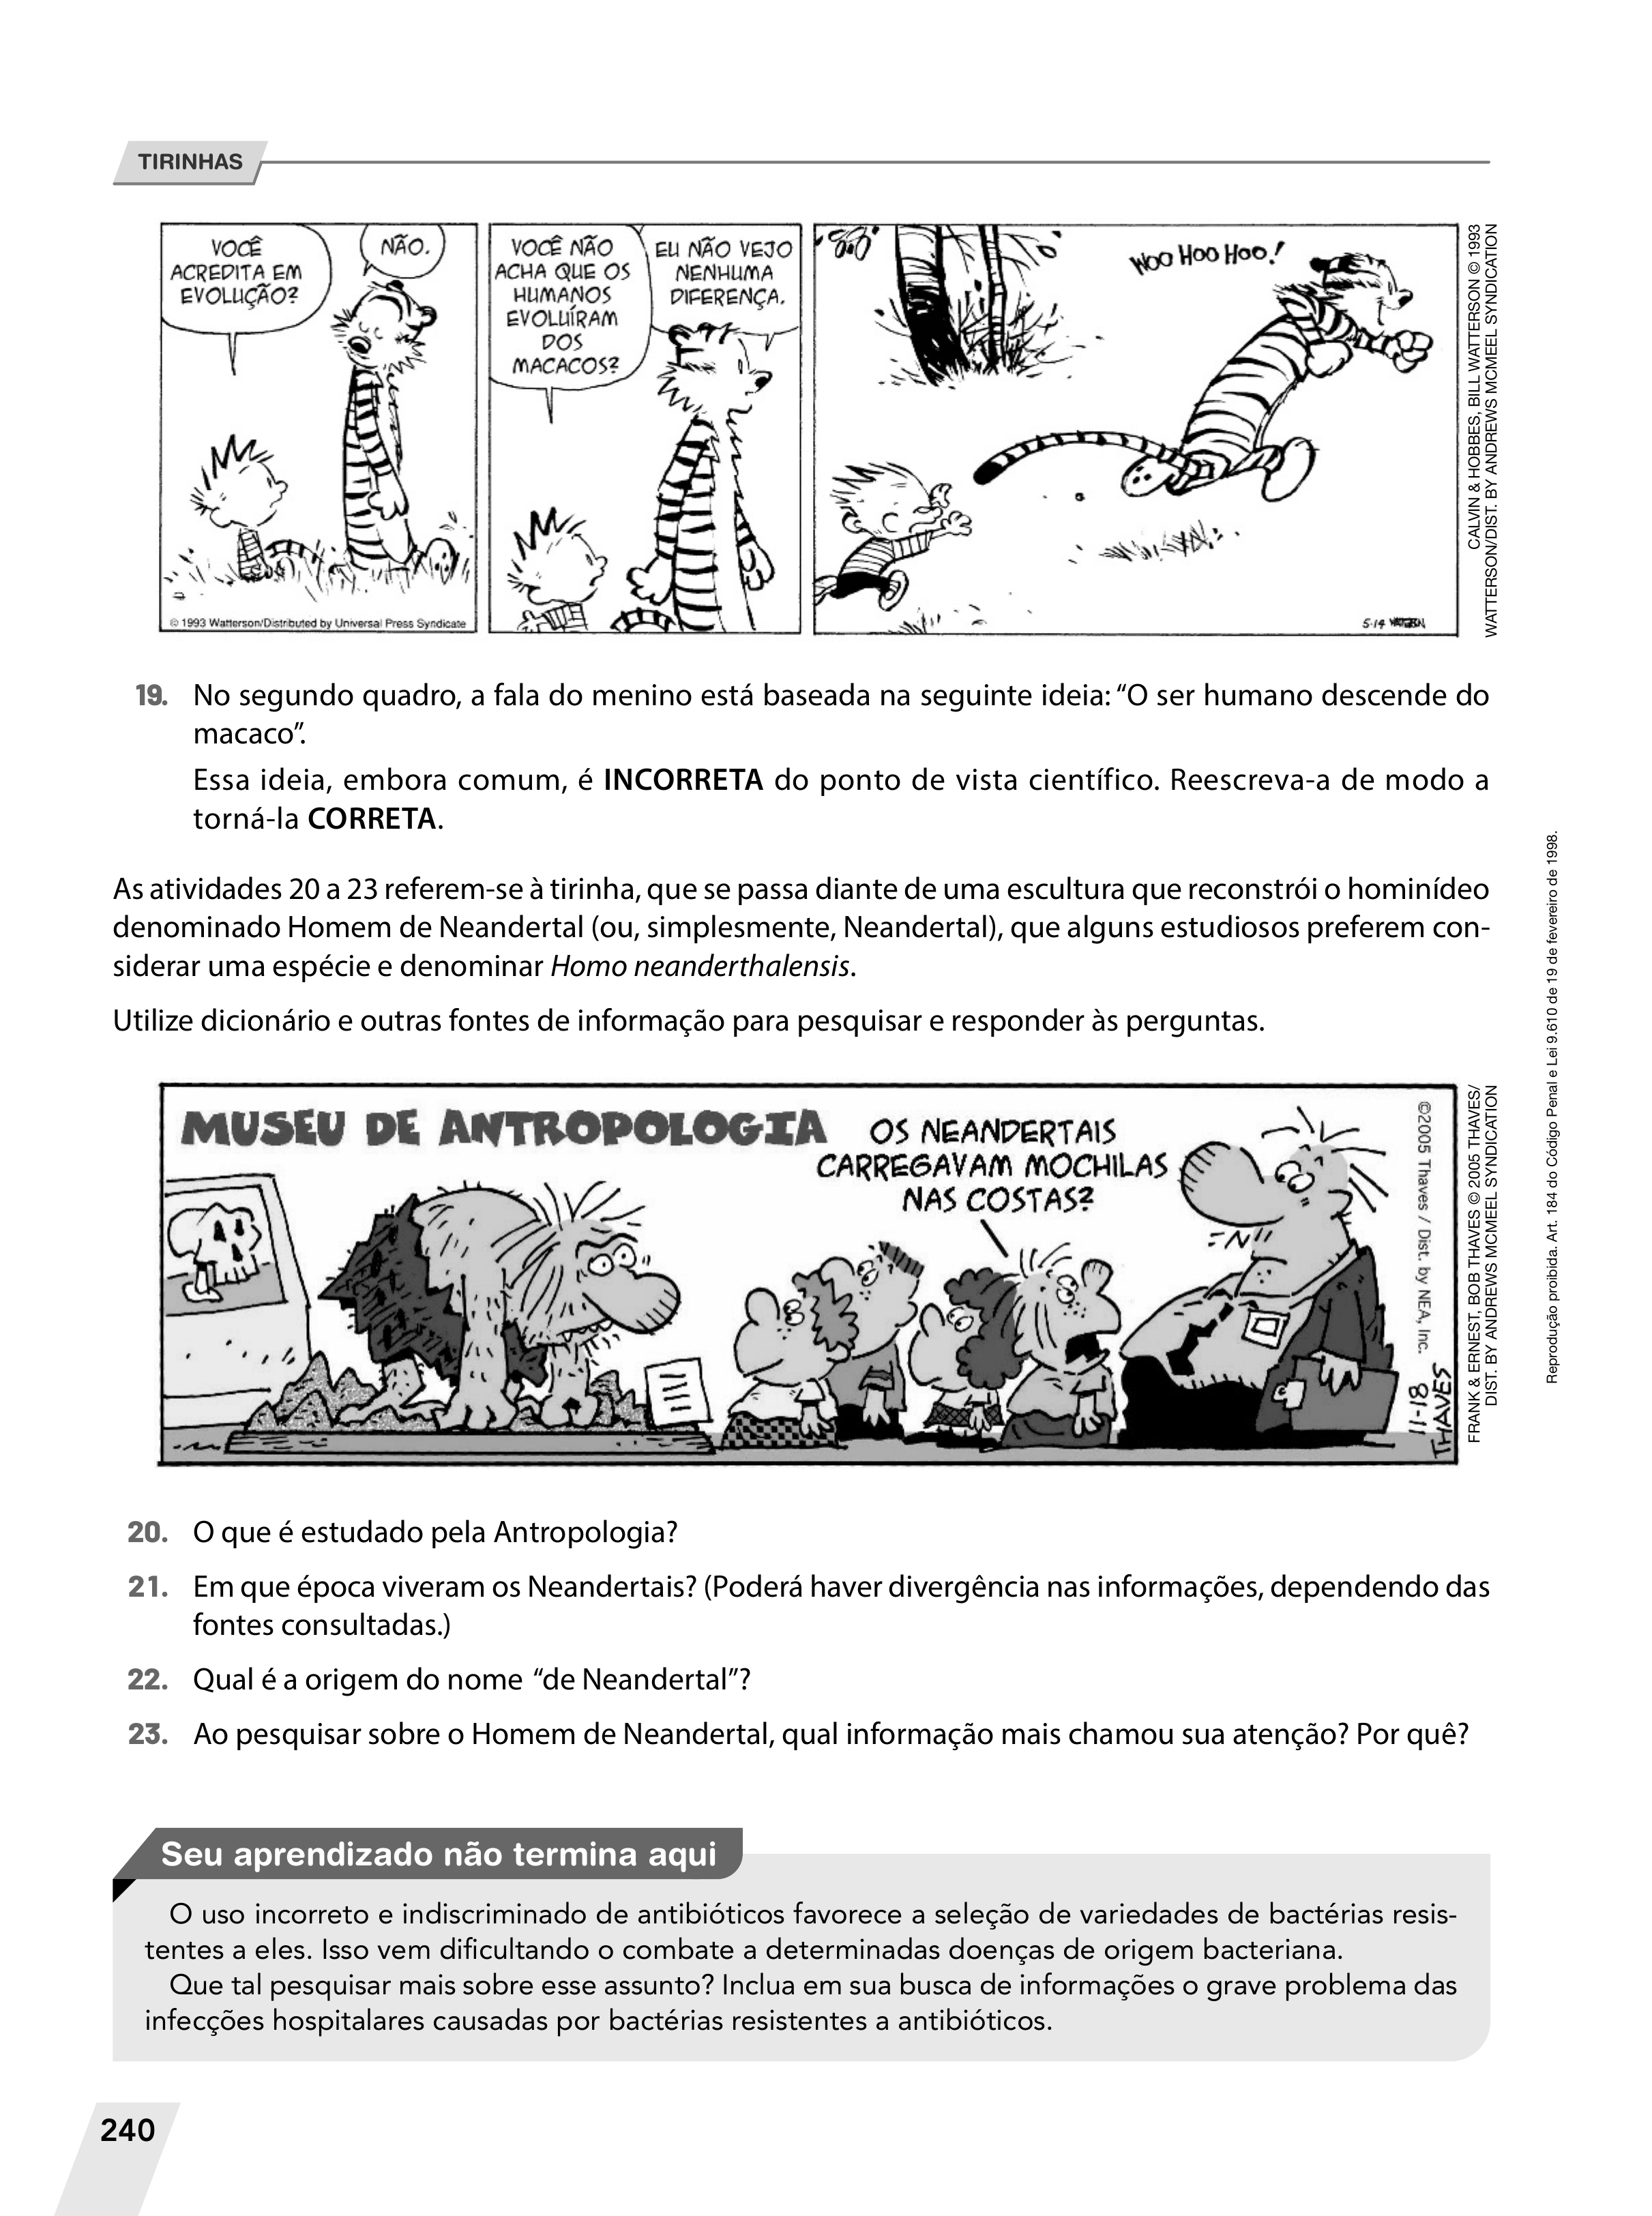 TIRINHAS
VOCÊ
ACREDITA EM
EVOLUÇÃO?
NÃO.
VOCÊ NÃO
ACHA QUE OS
HUMANOS
EVOLUÍRAM
DOS
MACACOS?
EU NÃO VEJO
NENHUMA
DIFERENÇA.
WOO HOO HOO!
© 1993 Watterson/Distributed by Universal Press Syndicate
5-14 WATTERSON
CALVIN & HOBBES, BILL WATTERSON © 1993
WATTERSON/DIST. BY ANDREWS MCMEEL SYNDICATION
19. No segundo quadro, a fala do menino está baseada na seguinte ideia: “O ser humano descende do
macaco”.
Essa ideia, embora comum, é INCORRETA do ponto de vista científico. Reescreva-a de modo a
torná-la CORRETA.
As atividades 20 a 23 referem-se à tirinha, que se passa diante de uma escultura que reconstrói o hominídeo
denominado Homem de Neandertal (ou, simplesmente, Neandertal), que alguns estudiosos preferem con-
siderar uma espécie e denominar Homo neanderthalensis.
Utilize dicionário e outras fontes de informação para pesquisar e responder às perguntas.
MUSEU DE ANTROPOLOGIA
OS NEANDERTAIS
CARREGAVAM MOCHILAS
NAS COSTAS?
©2005 Thaves / Dist. by NEA, Inc.
11-18
THAVES
FRANK & ERNEST, BOB THAVES © 2005 THAVES/
DIST. BY ANDREWS MCMEEL SYNDICATION
20. O que é estudado pela Antropologia?
21. Em que época viveram os Neandertais? (Poderá haver divergência nas informações, dependendo das
fontes consultadas.)
22. Qual é a origem do nome “de Neandertal”?
23. Ao pesquisar sobre o Homem de Neandertal, qual informação mais chamou sua atenção? Por quê?
Seu aprendizado não termina aqui
O uso incorreto e indiscriminado de antibióticos favorece a seleção de variedades de bactérias resis-
tentes a eles. Isso vem dificultando o combate a determinadas doenças de origem bacteriana.
Que tal pesquisar mais sobre esse assunto? Inclua em sua busca de informações o grave problema das
infecções hospitalares causadas por bactérias resistentes a antibióticos.
240
Reprodução proibida. Art. 184 do Código Penal e Lei 9.610 de 19 de fevereiro de 1998.